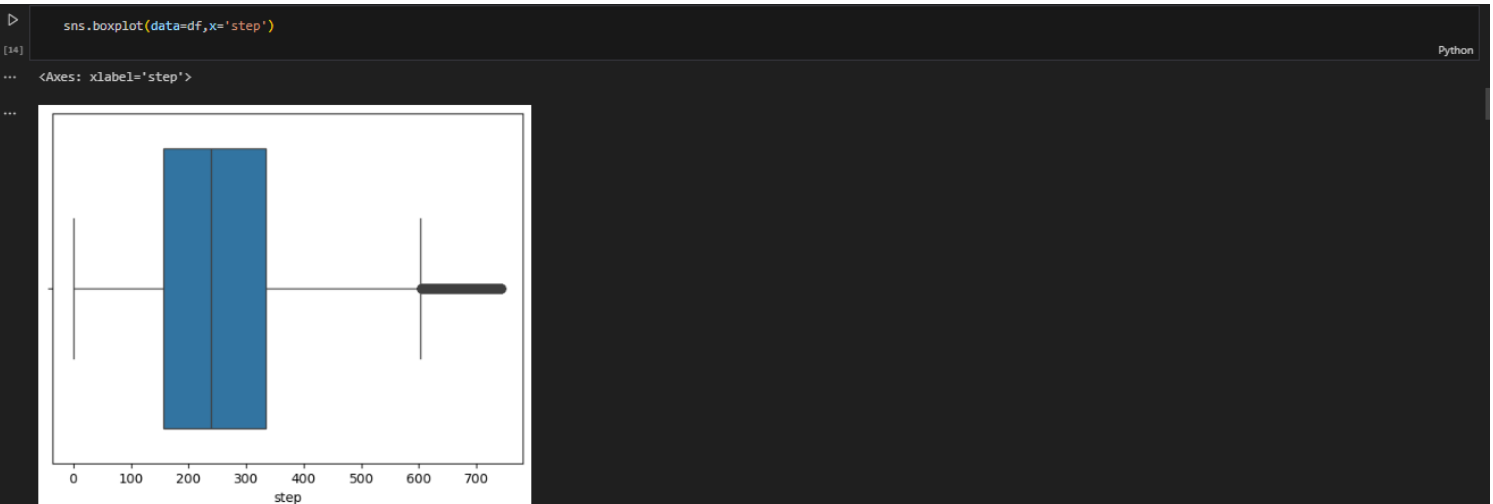 sns.boxplot(data=df,x='step')
[14]
Python
<Axes: xlabel='step'>
0 100 200 300 400 500 600 700
step